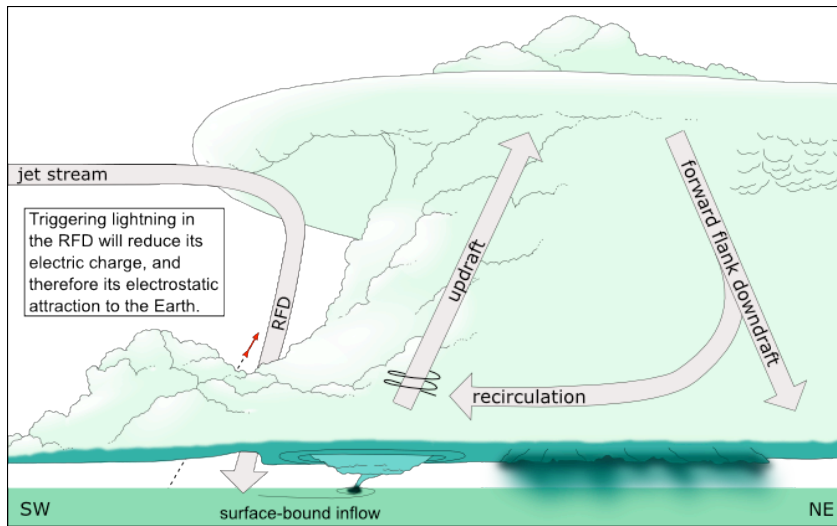 jet stream
Triggering lightning in
the RFD will reduce its
electric charge, and
therefore its electrostatic
attraction to the Earth.
RFD
updraft
forward flank downdraft
recirculation
SW
surface-bound inflow
NE